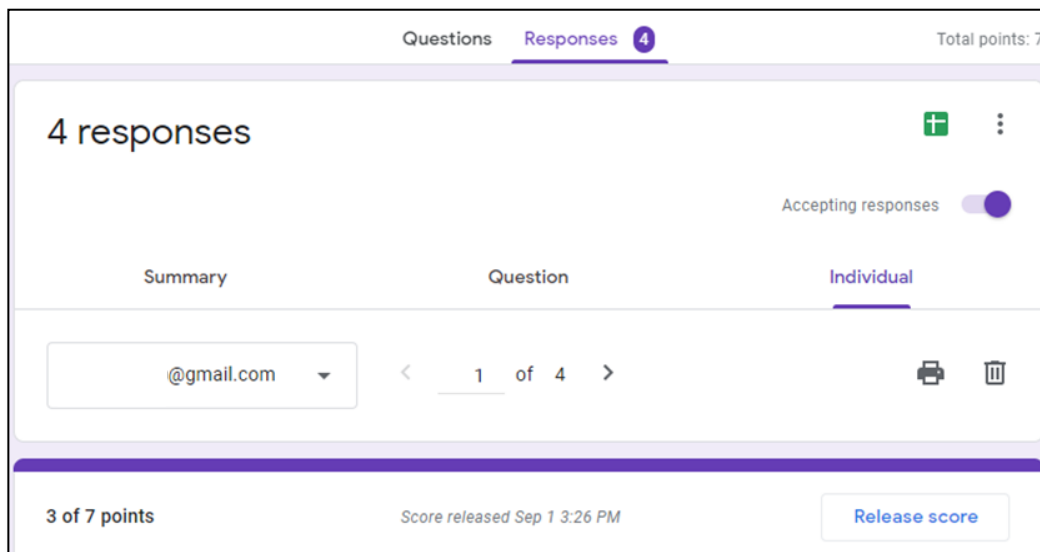 Questions Responses 4 Total points: 7
4 responses
Accepting responses
Summary Question Individual
@gmail.com 1 of 4
3 of 7 points Score released Sep 1 3:26 PM Release score